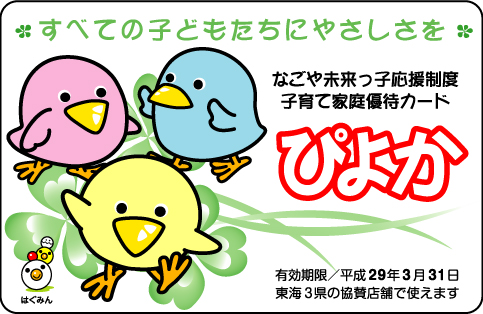 すべての子どもたちにやさしさを
なごや未来っ子応援制度
子育て家庭優待カード
ぴよか
はぐみん
有効期限／平成29年3月31日
東海3県の協賛店舗で使えます